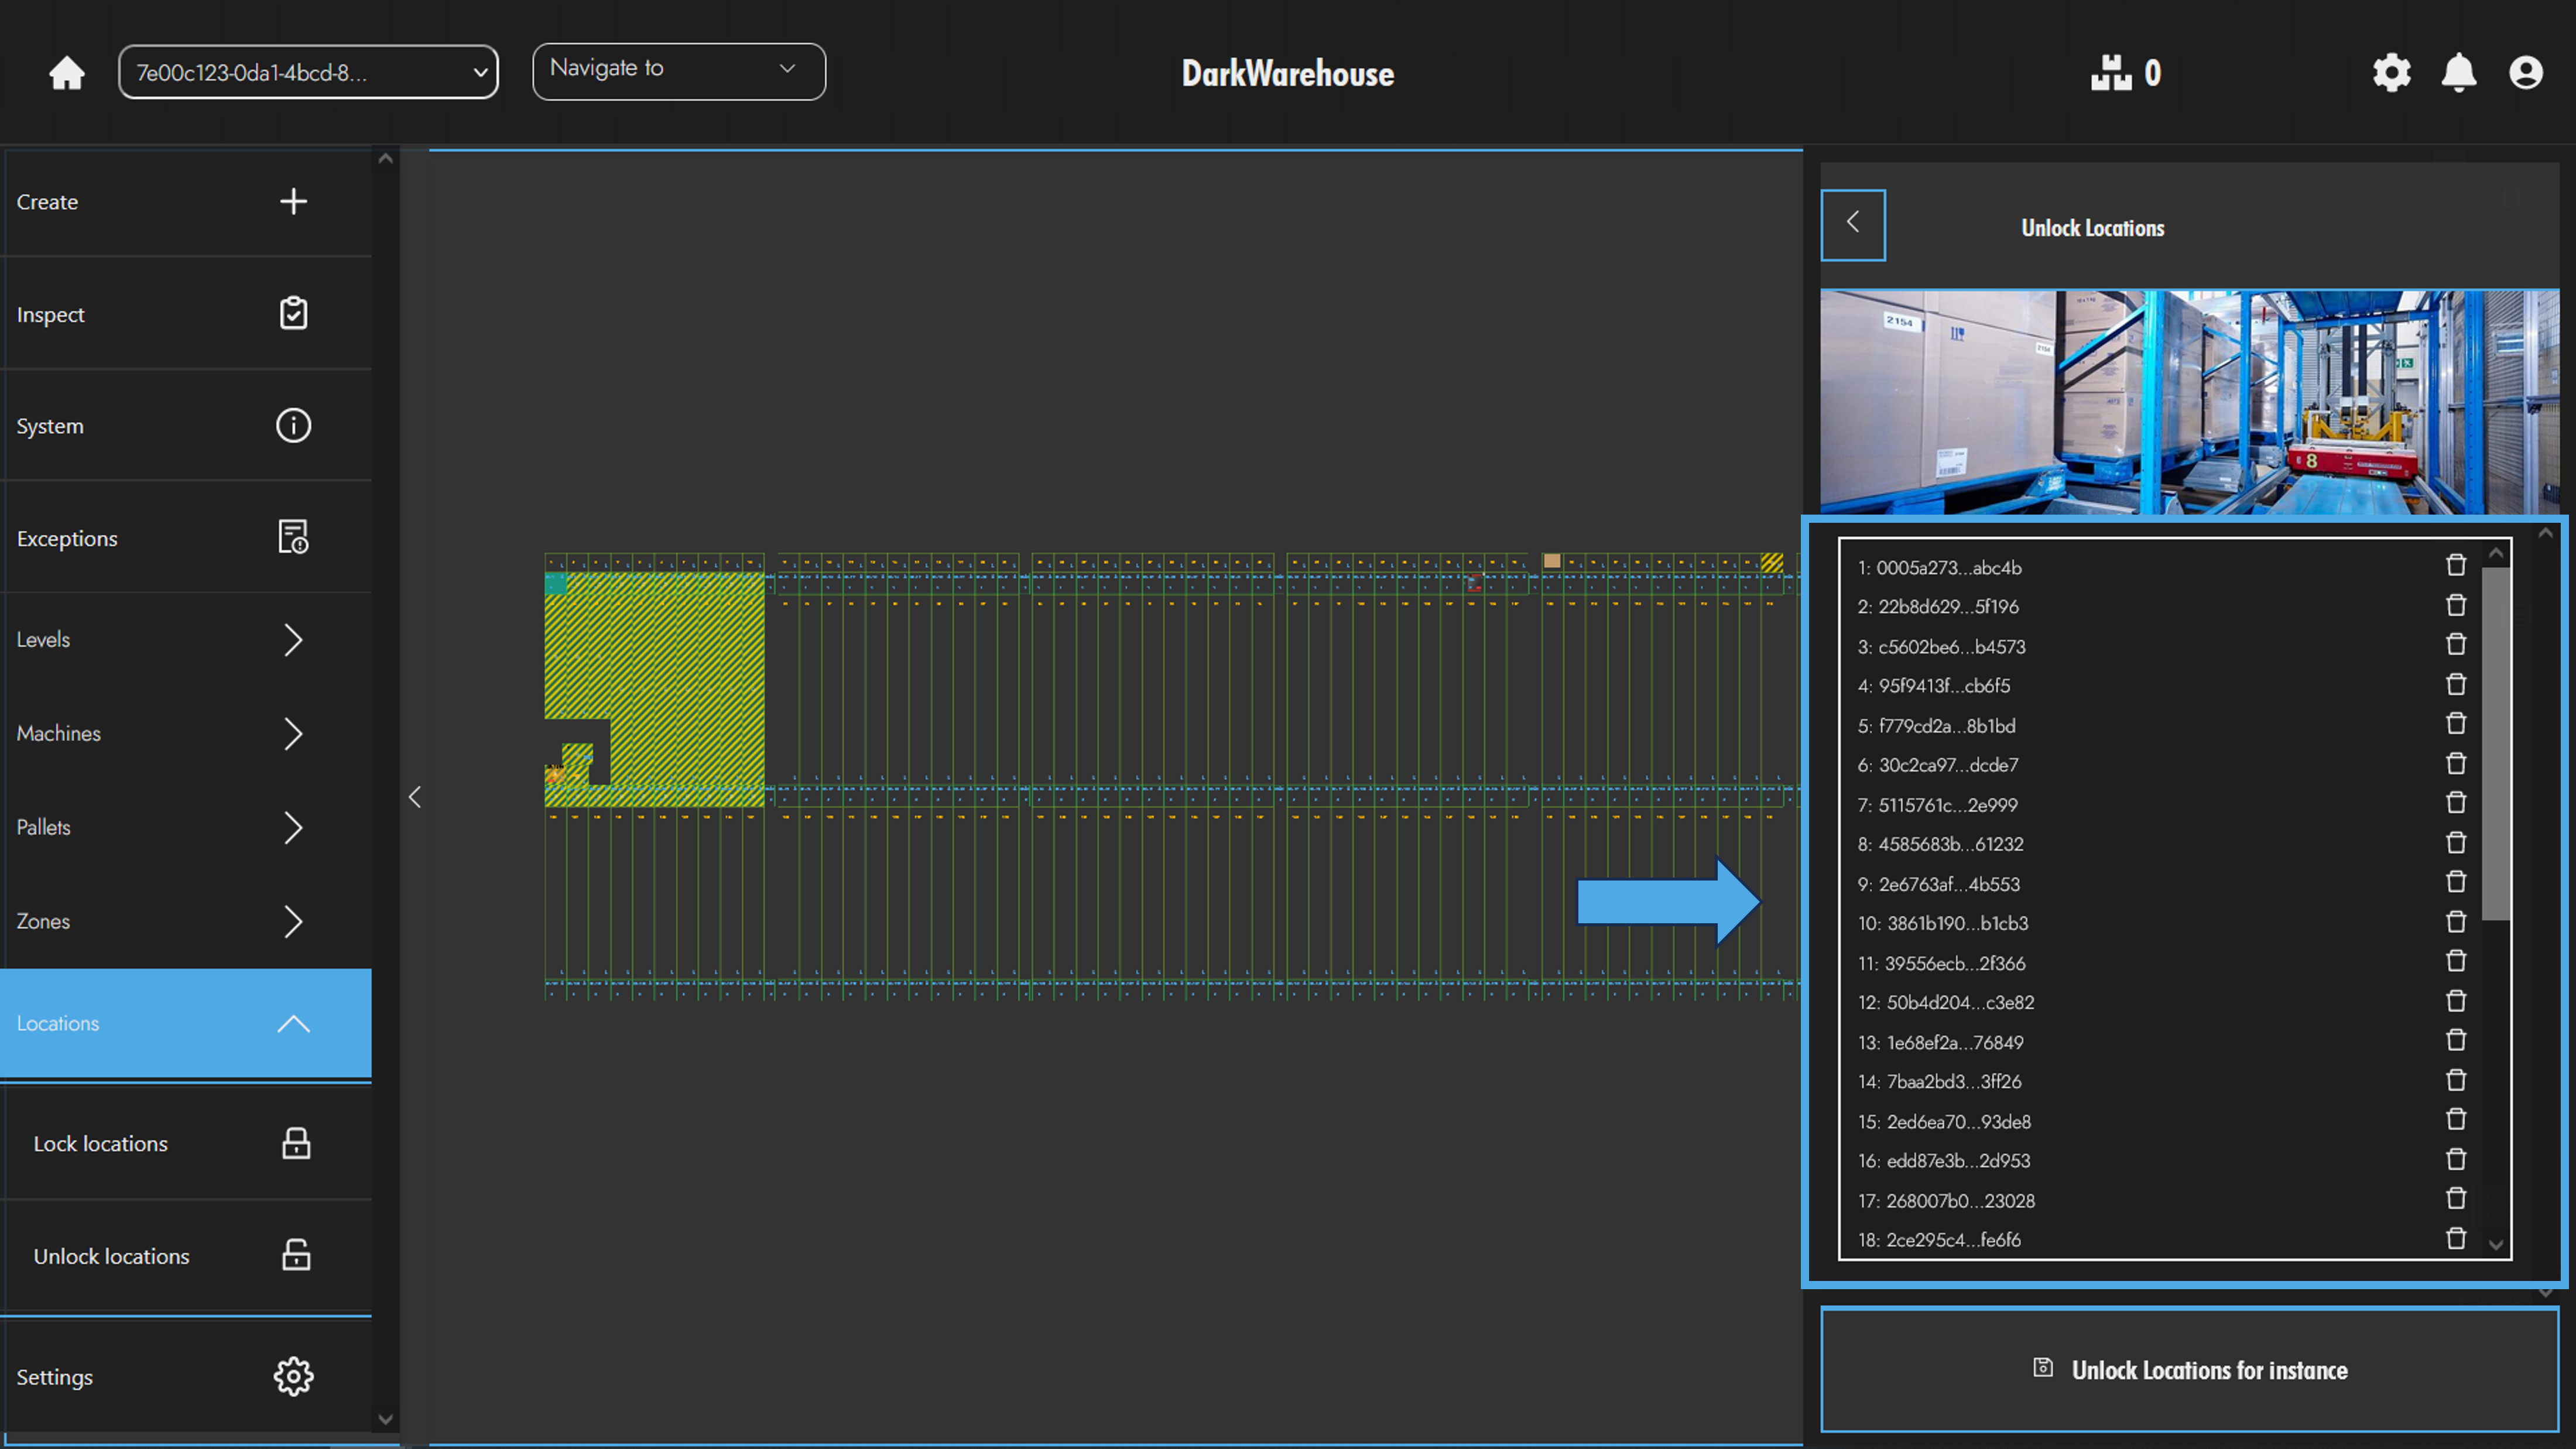 7e00c123-0da1-4bcd-8...
Navigate to
DarkWarehouse
0
Create
Inspect
System
Exceptions
Levels
Machines
Pallets
Zones
Locations
Lock locations
Unlock locations
Settings
Unlock Locations
2154
8
1: 0005a273...abc4b
2: 22b8d629...5f196
3: c5602be6...b4573
4: 95f9413f...cb6f5
5: f779cd2a...8b1bd
6: 30c2ca97...dcde7
7: 5115761c...2e999
8: 4585683b...61232
9: 2e6763af...4b553
10: 3861b190...b1cb3
11: 39556ecb...2f366
12: 50b4d204...c3e82
13: 1e68ef2a...76849
14: 7baa2bd3...3ff26
15: 2ed6ea70...93de8
16: edd87e3b...2d953
17: 268007b0...23028
18: 2ce295c4...fe6f6
Unlock Locations for instance